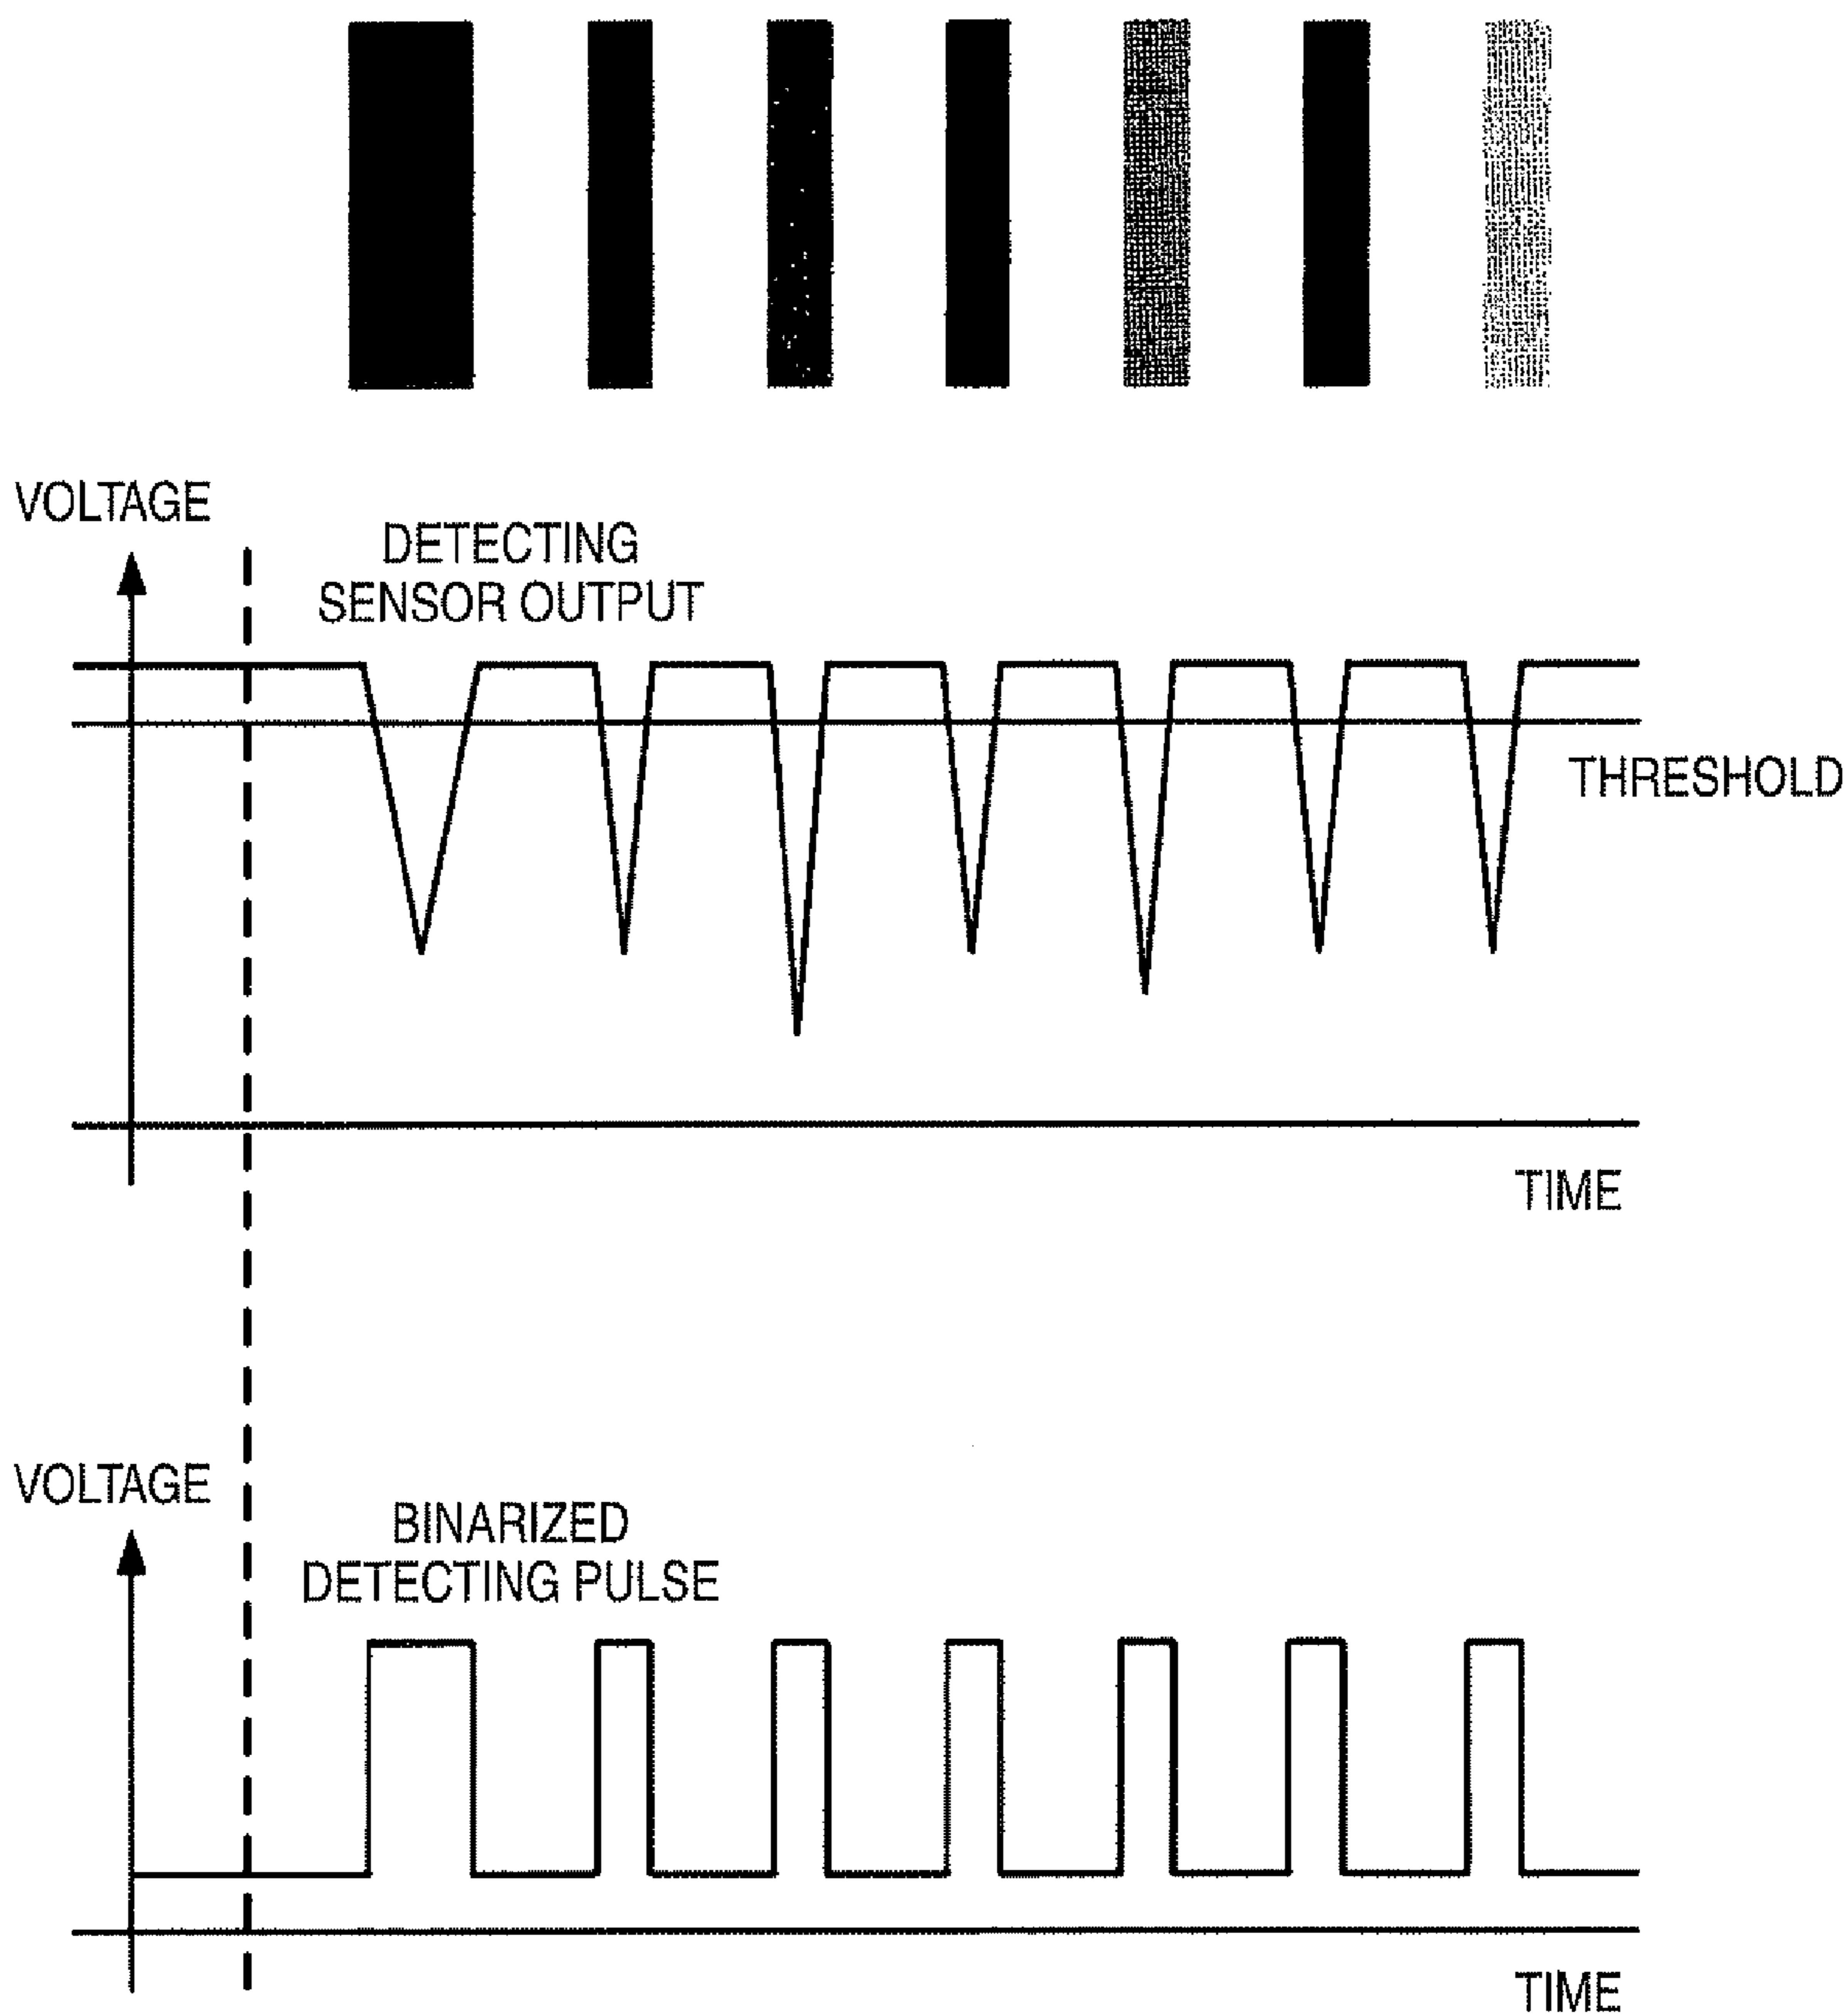 VOLTAGE
DETECTING
SENSOR OUTPUT
THRESHOLD
TIME
VOLTAGE
BINARIZED
DETECTING PULSE
TIME